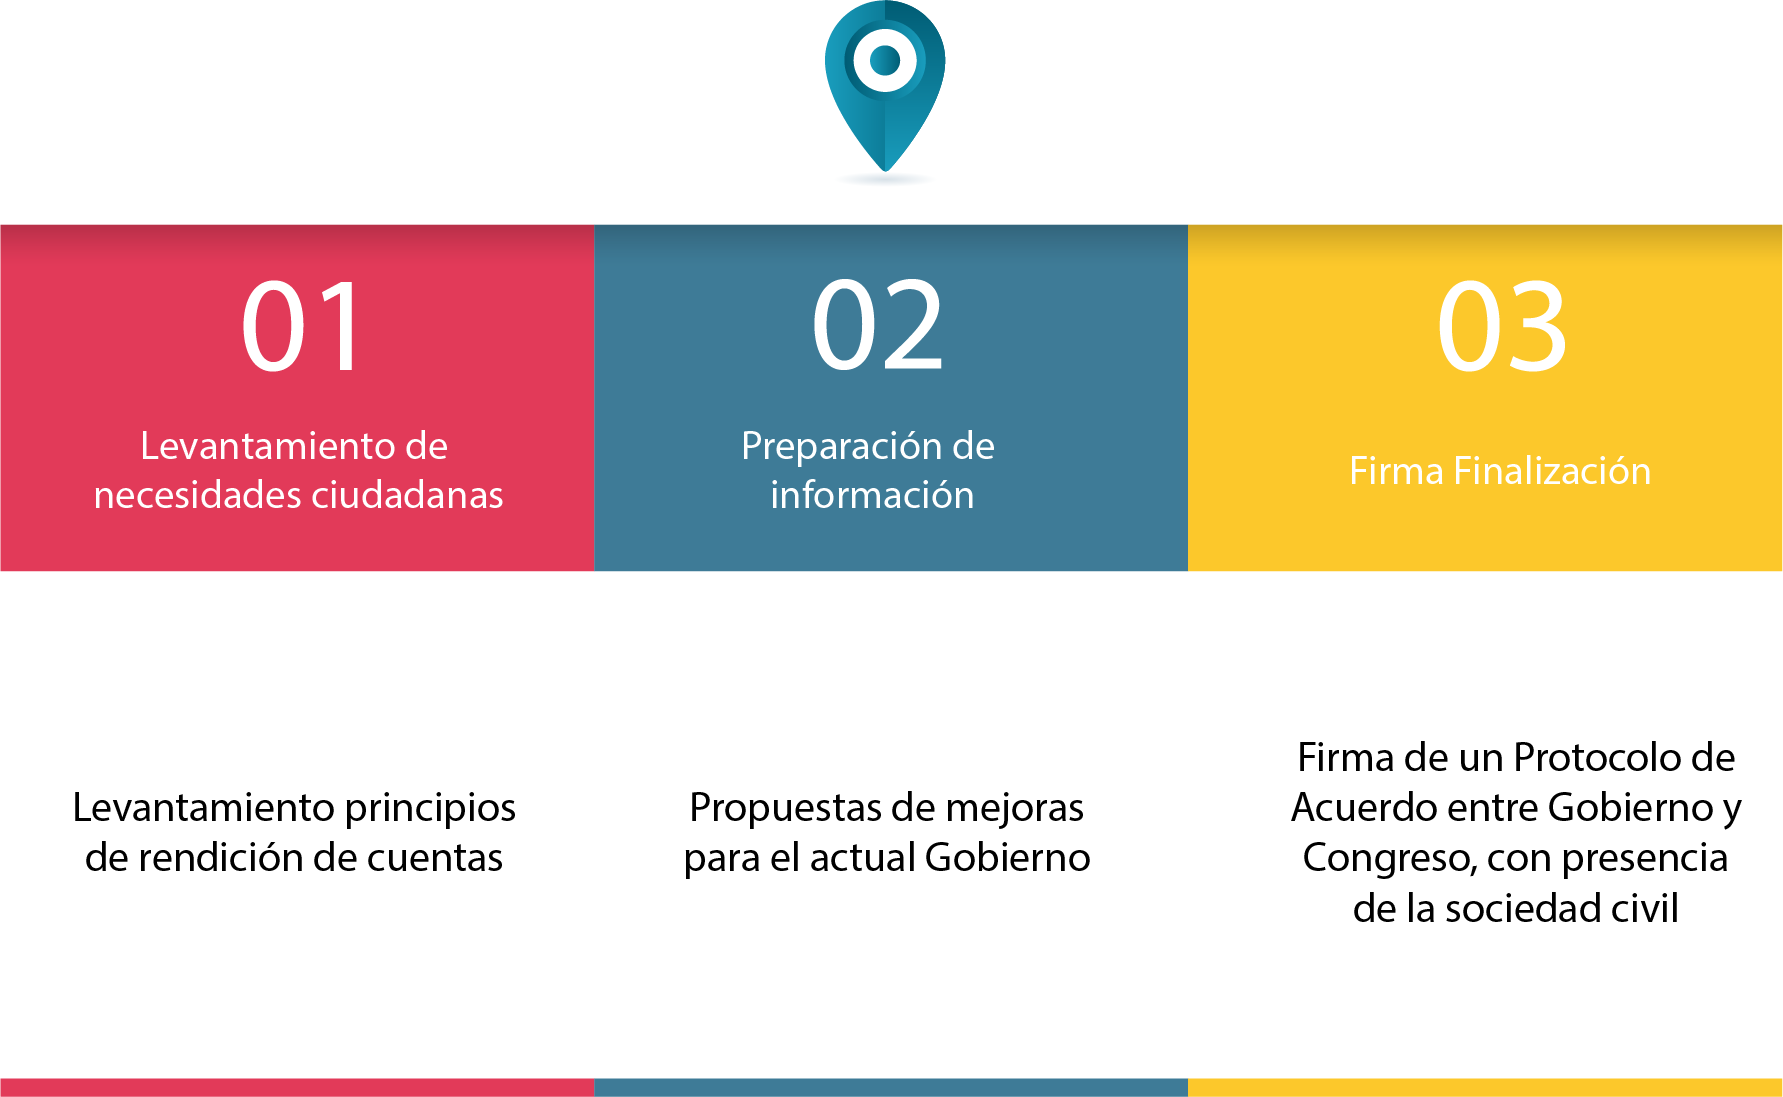 01
Levantamiento de
necesidades ciudadanas
02
Preparación de
información
03
Firma Finalización
Levantamiento principios
de rendición de cuentas
Propuestas de mejoras
para el actual Gobierno
Firma de un Protocolo de
Acuerdo entre Gobierno y
Congreso, con presencia
de la sociedad civil